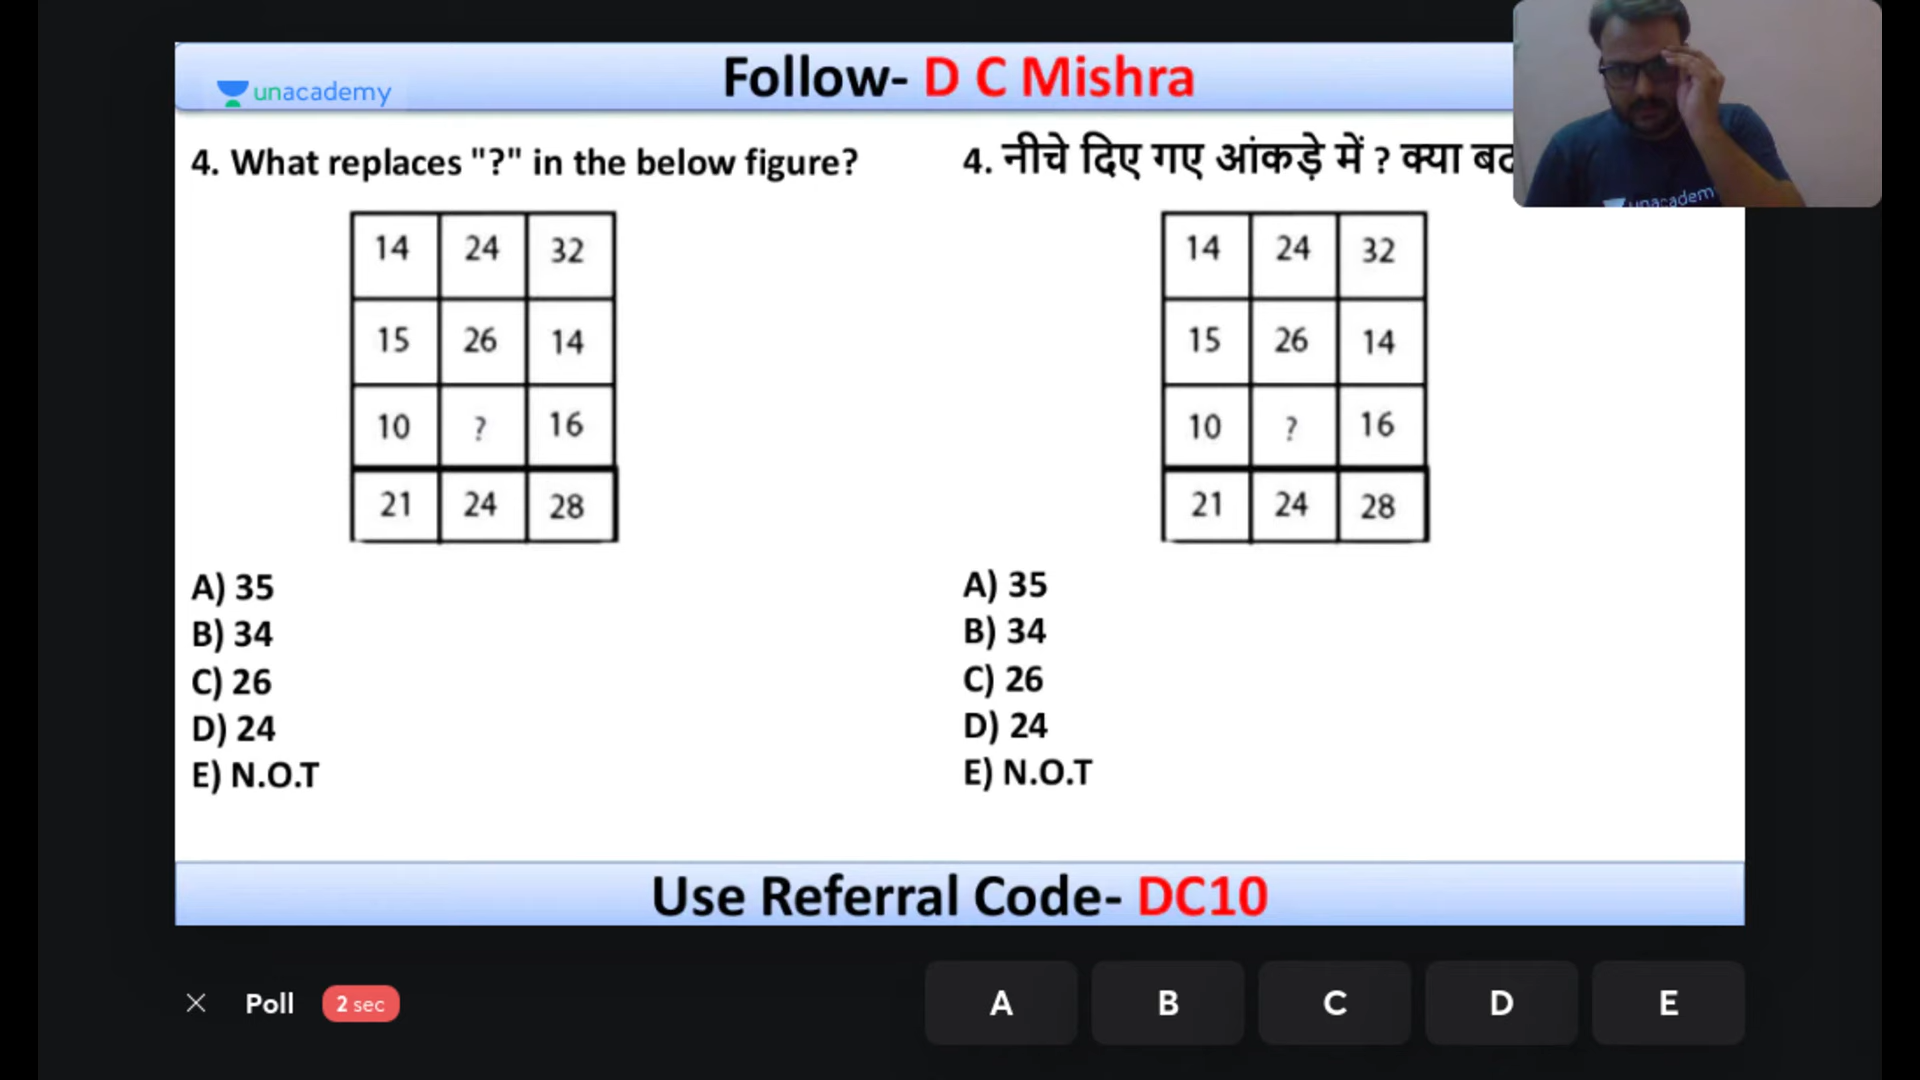 Follow- D C Mishra
unacademy
4. What replaces "?" in the below figure?
14 24 32
15 26 14
10 ? 16
21 24 28
A) 35
B) 34
C) 26
D) 24
E) N.O.T
4. नीचे दिए गए आंकड़े में ? क्या
14 24 32
15 26 14
10 ? 16
21 24 28
A) 35
B) 34
C) 26
D) 24
E) N.O.T
unacadem
Use Referral Code- DC10
Poll 2 sec
A B C D E